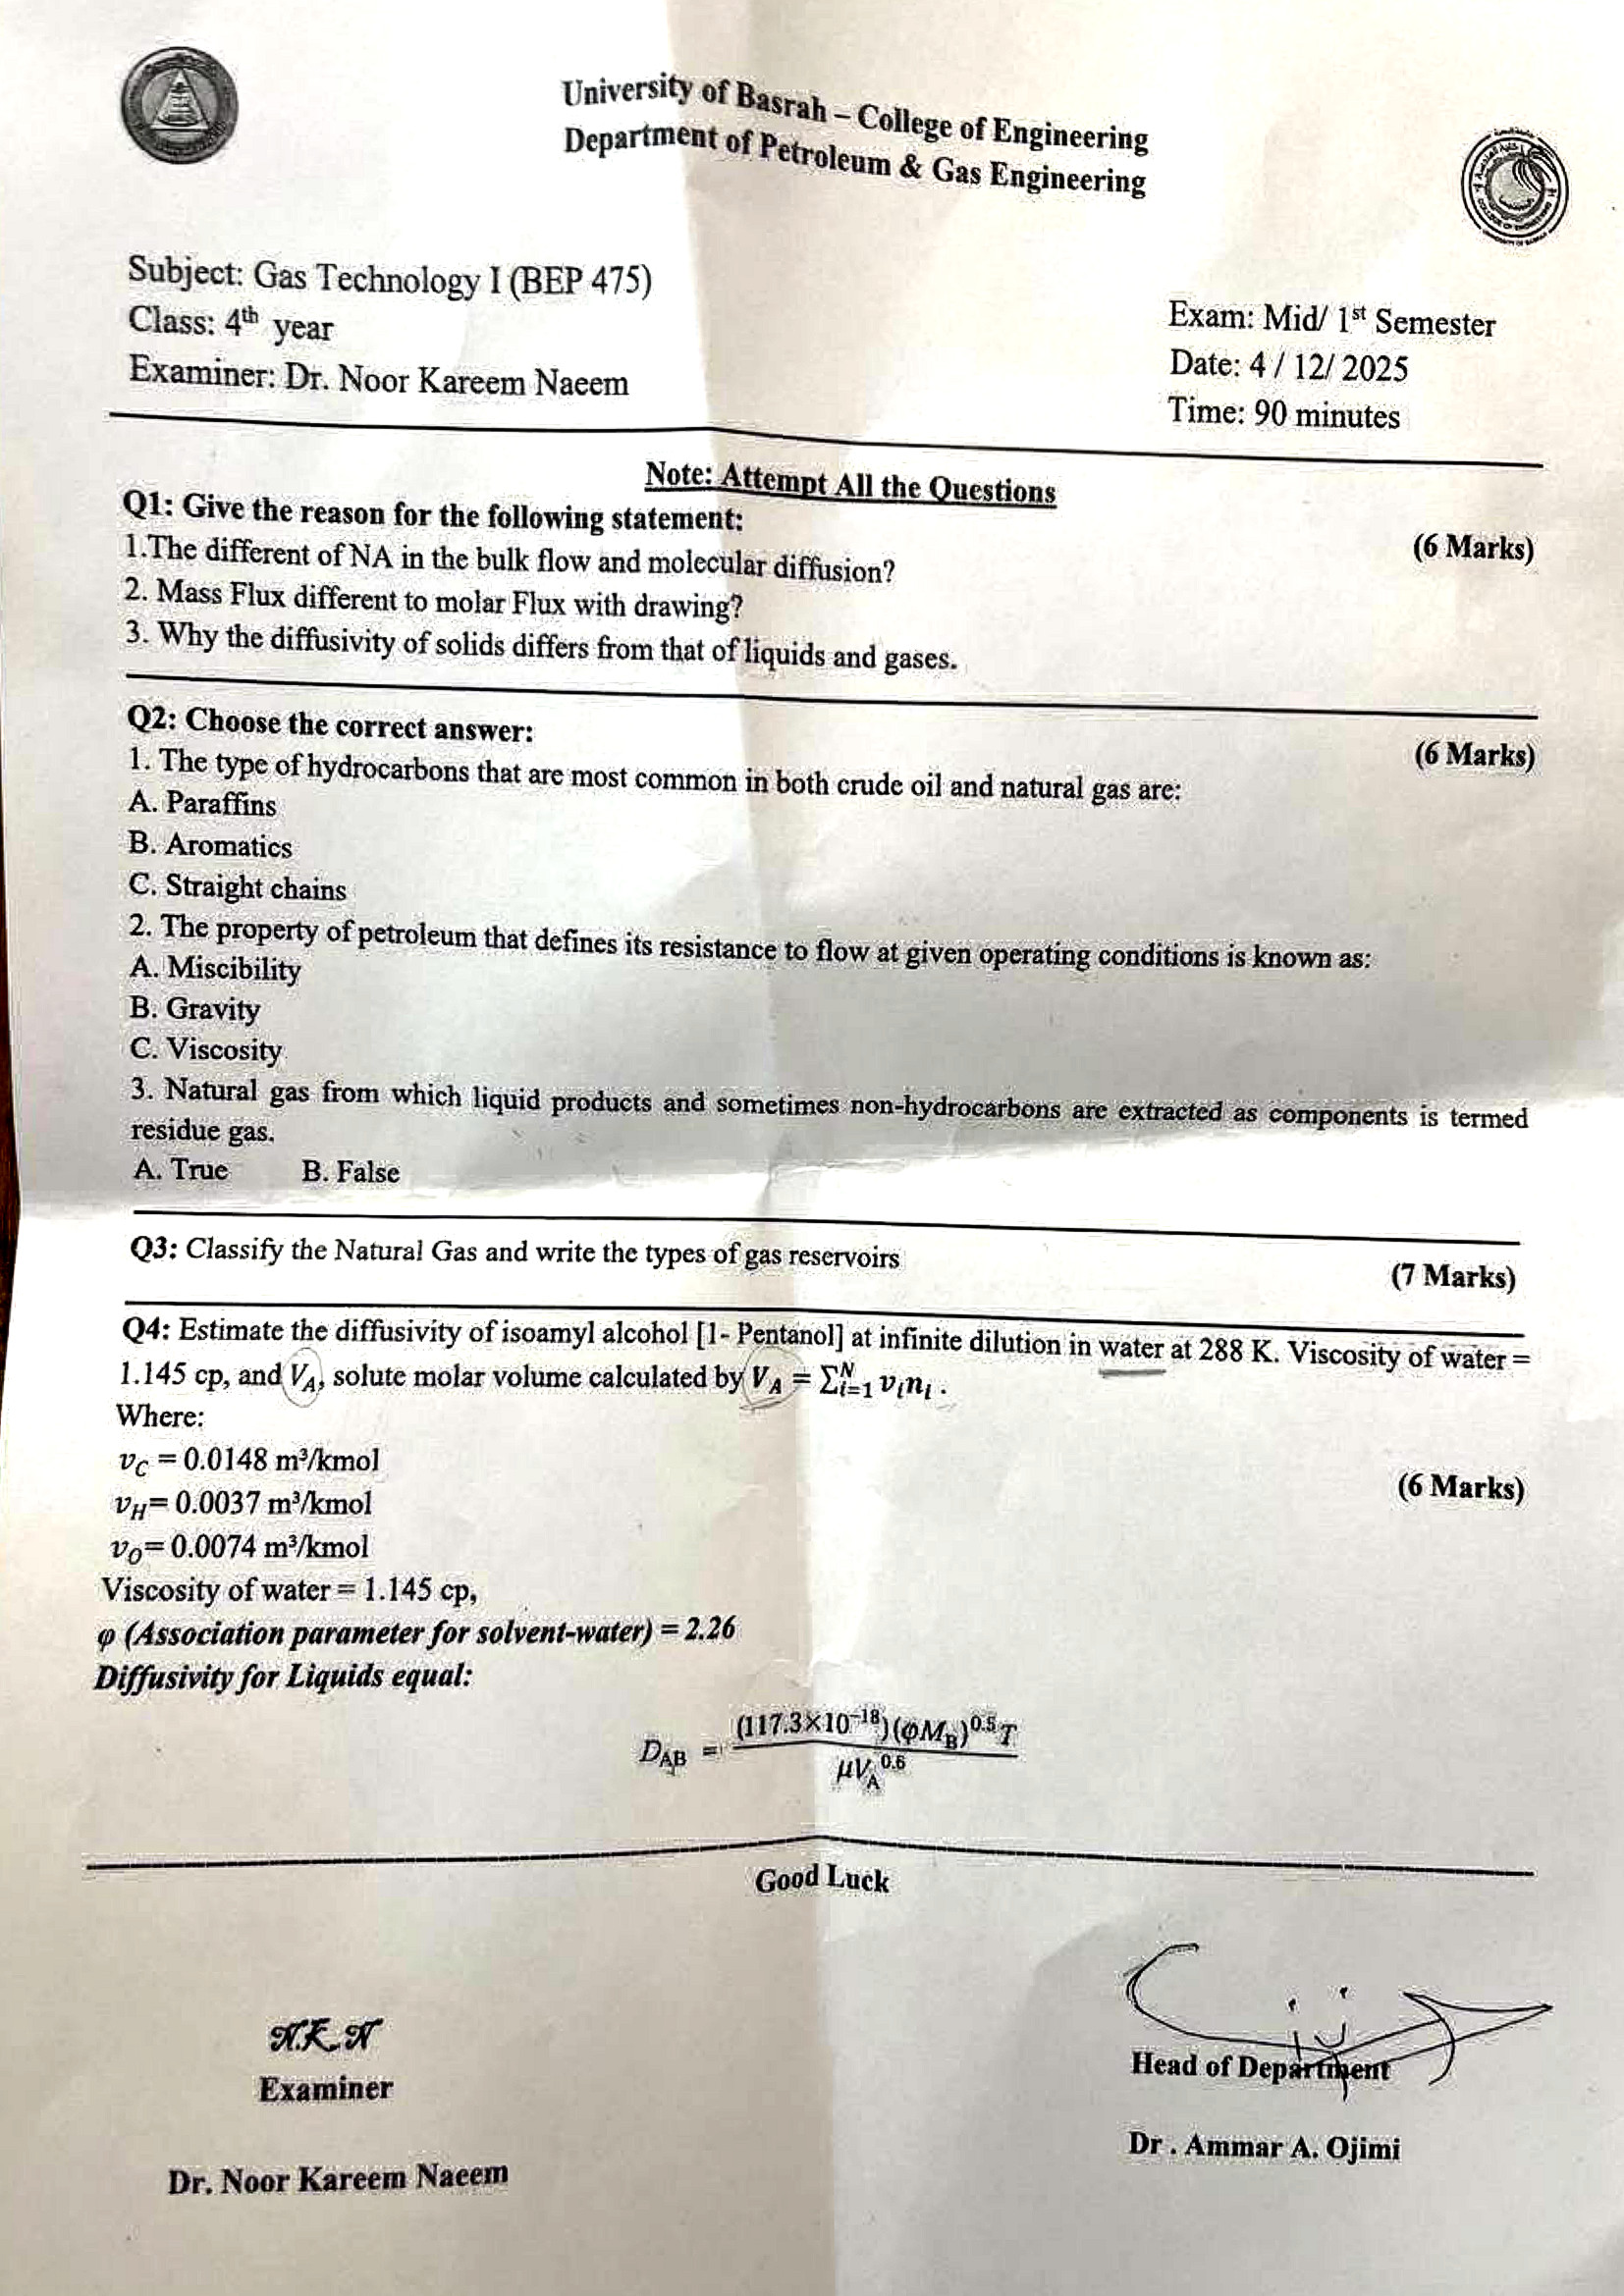 University of Basrah – College of Engineering
Department of Petroleum & Gas Engineering
Subject: Gas Technology I (BEP 475)
Class: 4th year
Examiner: Dr. Noor Kareem Naeem
Exam: Mid/ 1st Semester
Date: 4 / 12/ 2025
Time: 90 minutes
Note: Attempt All the Questions
Q1: Give the reason for the following statement:
(6 Marks)
1.The different of NA in the bulk flow and molecular diffusion?
2. Mass Flux different to molar Flux with drawing?
3. Why the diffusivity of solids differs from that of liquids and gases.
Q2: Choose the correct answer:
(6 Marks)
1. The type of hydrocarbons that are most common in both crude oil and natural gas are:
A. Paraffins
B. Aromatics
C. Straight chains
2. The property of petroleum that defines its resistance to flow at given operating conditions is known as:
A. Miscibility
B. Gravity
C. Viscosity
3. Natural gas from which liquid products and sometimes non-hydrocarbons are extracted as components is termed
residue gas.
A. True B. False
Q3: Classify the Natural Gas and write the types of gas reservoirs
(7 Marks)
Q4: Estimate the diffusivity of isoamyl alcohol [1- Pentanol] at infinite dilution in water at 288 K. Viscosity of water =
1.145 cp, and V_A, solute molar volume calculated by V_A = Σ_{i=1}^{N} v_i n_i .
Where:
v_C = 0.0148 m³/kmol
(6 Marks)
v_H= 0.0037 m³/kmol
v_O= 0.0074 m³/kmol
Viscosity of water = 1.145 cp,
φ (Association parameter for solvent-water) = 2.26
Diffusivity for Liquids equal:
D_AB = (117.3×10^-18)(φM_B)^0.5 T / μV_A^0.6
Good Luck
N.K.N
Examiner
Head of Department
Dr. Noor Kareem Naeem
Dr . Ammar A. Ojimi